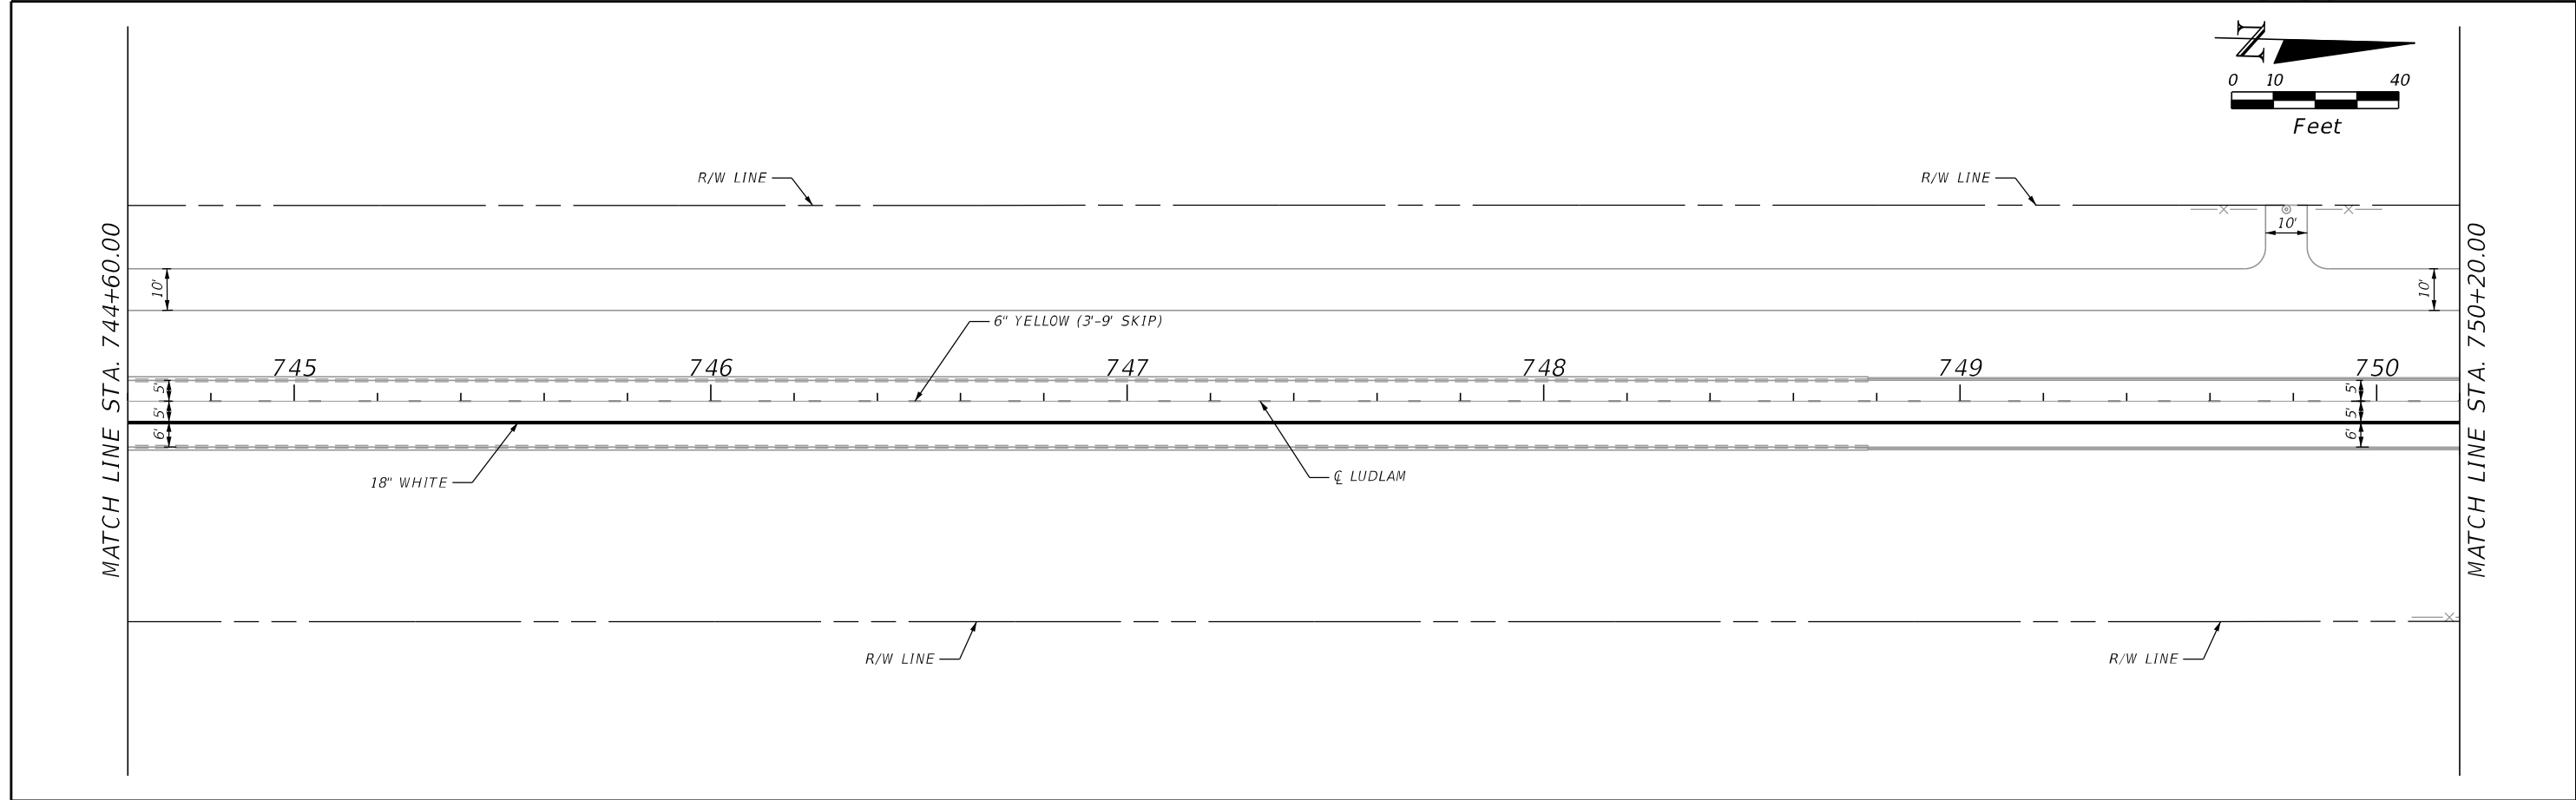 N
0 10 40
Feet
R/W LINE
R/W LINE
10'
10'
10'
MATCH LINE STA. 744+60.00
MATCH LINE STA. 750+20.00
6" YELLOW (3'-9' SKIP)
745 746 747 748 749 750
5'
5'
6'
5'
5'
6'
18" WHITE
℄ LUDLAM
R/W LINE
R/W LINE